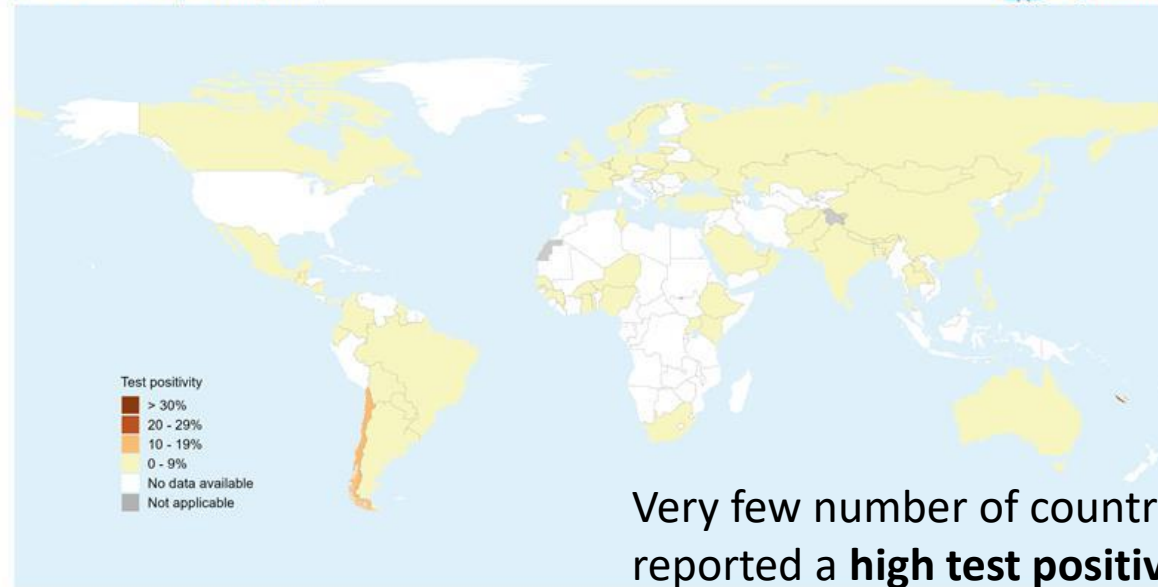 Test positivity
> 30%
20 - 29%
10 - 19%
0 - 9%
No data available
Not applicable
Very few number of countr
reported a high test positiv